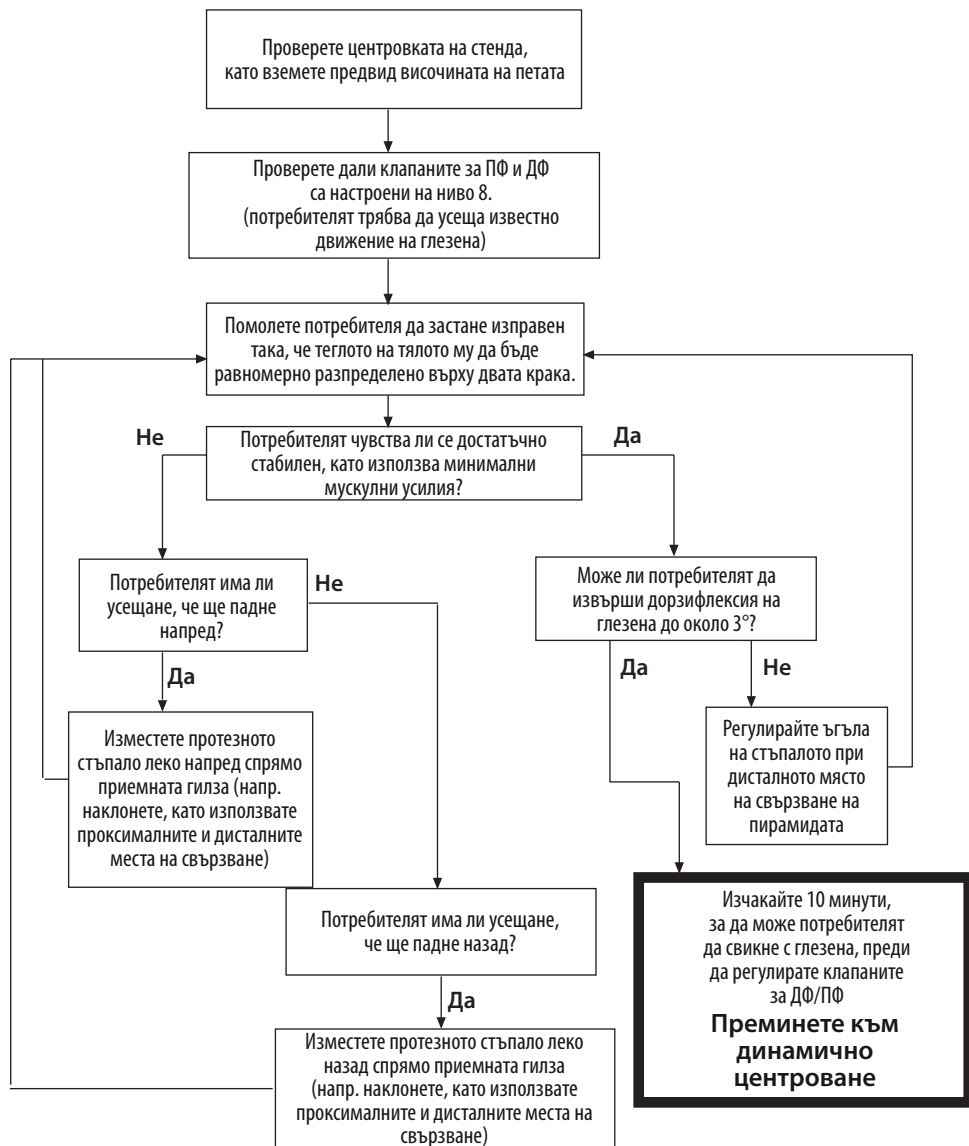 Проверете центровката на стенда,
като вземете предвид височината на петата
Проверете дали клапаните за ПФ и ДФ
са настроени на ниво 8.
(потребителят трябва да усеща известно
движение на глезена)
Помолете потребителя да застане изправен
така, че теглото на тялото му да бъде
равномерно разпределено върху двата крака.
Не
Потребителят чувства ли се достатъчно
стабилен, като използва минимални
мускулни усилия?
Да
Потребителят има ли
усещане, че ще падне
напред?
Не
Може ли потребителят да
извърши дорзифлексия на
глезена до около 3°?
Да
Да
Не
Изместете протезното
стъпало леко напред спрямо
приемната гилза (напр.
наклонете, като използвате
проксималните и дисталните
места на свързване)
Регулирайте ъгъла
на стъпалото при
дисталното място
на свързване на
пирамидата
Потребителят има ли усещане,
че ще падне назад?
Да
Изчакайте 10 минути,
за да може потребителят
да свикне с глезена, преди
да регулирате клапаните
за ДФ/ПФ
Преминете към
динамично
центроване
Изместете протезното стъпало леко
назад спрямо приемната гилза
(напр. наклонете, като използвате
проксималните и дисталните места на
свързване)